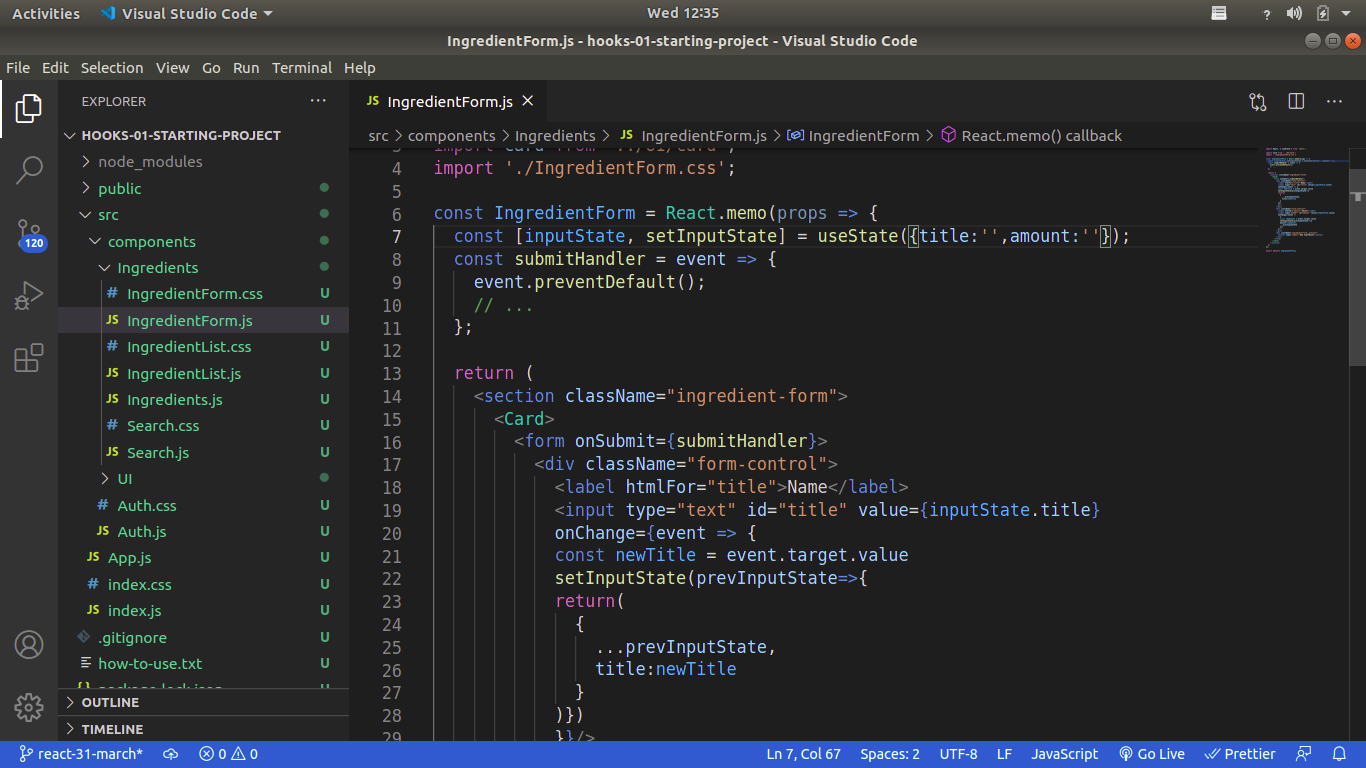 Activities Visual Studio Code Wed 12:35
IngredientForm.js - hooks-01-starting-project - Visual Studio Code
File Edit Selection View Go Run Terminal Help
EXPLORER
HOOKS-01-STARTING-PROJECT
node_modules
public
src
components
Ingredients
# IngredientForm.css U
JS IngredientForm.js U
# IngredientList.css U
JS IngredientList.js U
JS Ingredients.js U
# Search.css U
JS Search.js U
UI
# Auth.css U
JS Auth.js U
JS App.js U
# index.css U
JS index.js U
.gitignore U
how-to-use.txt U
{} package-lock.json U
OUTLINE
TIMELINE
120
JS IngredientForm.js
src > components > Ingredients > JS IngredientForm.js > IngredientForm > React.memo() callback
3 import Card from '../UI/Card';
4 import './IngredientForm.css';
5
6 const IngredientForm = React.memo(props => {
7 const [inputState, setInputState] = useState({title:'',amount:''});
8 const submitHandler = event => {
9 event.preventDefault();
10 // ...
11 };
12
13 return (
14 <section className="ingredient-form">
15 <Card>
16 <form onSubmit={submitHandler}>
17 <div className="form-control">
18 <label htmlFor="title">Name</label>
19 <input type="text" id="title" value={inputState.title}
20 onChange={event => {
21 const newTitle = event.target.value
22 setInputState(prevInputState=>{
23 return(
24 {
25 ...prevInputState,
26 title:newTitle
27 }
28 )})
29 }}/>
react-31-march* 0 0 Ln 7, Col 67 Spaces: 2 UTF-8 LF JavaScript Go Live Prettier